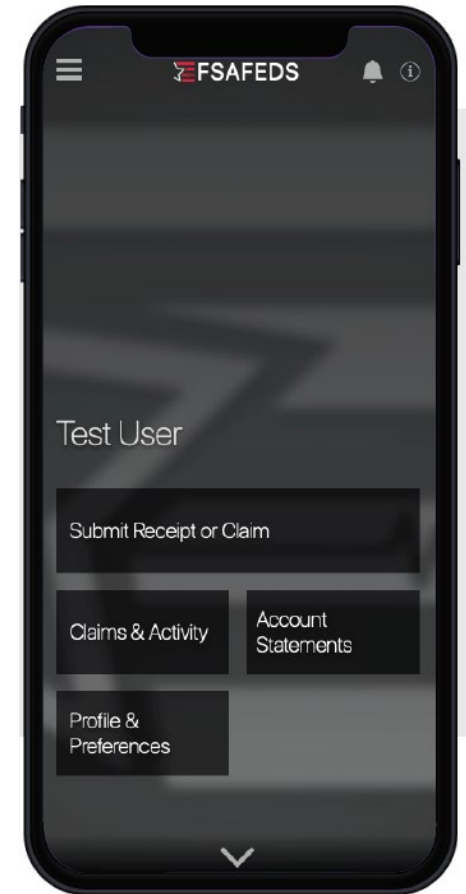 FSAFEDS
Test User
Submit Receipt or Claim
Claims & Activity
Account
Statements
Profile &
Preferences